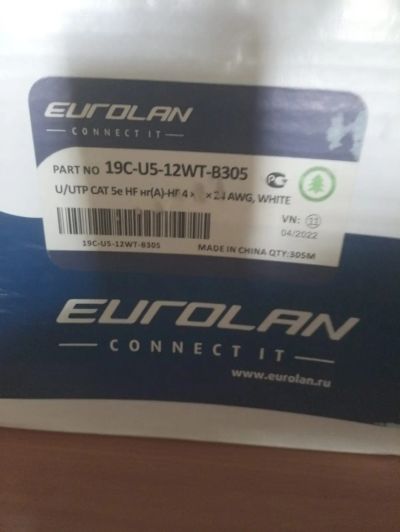 EUROLAN
CONNECT IT
PART NO 19C-U5-12WT-B305
U/UTP CAT 5e HF нг(A)-HF 4 x x 24 AWG, WHITE
VN: 11
04/2022
19C-U5-12WT-B305
MADE IN CHINA QTY:305M
EUROLAN
CONNECT IT
www.eurolan.ru